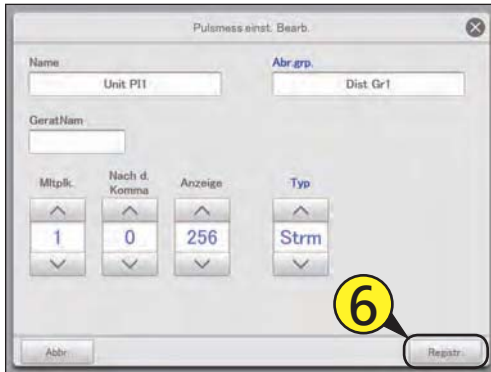 Pulsmess.einst. Bearb.
Name
Abr.grp.
Unit PI1
Dist Gr1
GerätNam
Mltplk.
Nach d.
Komma
Anzeige
Typ
1
0
256
Strm
6
Abbr.
Registr.